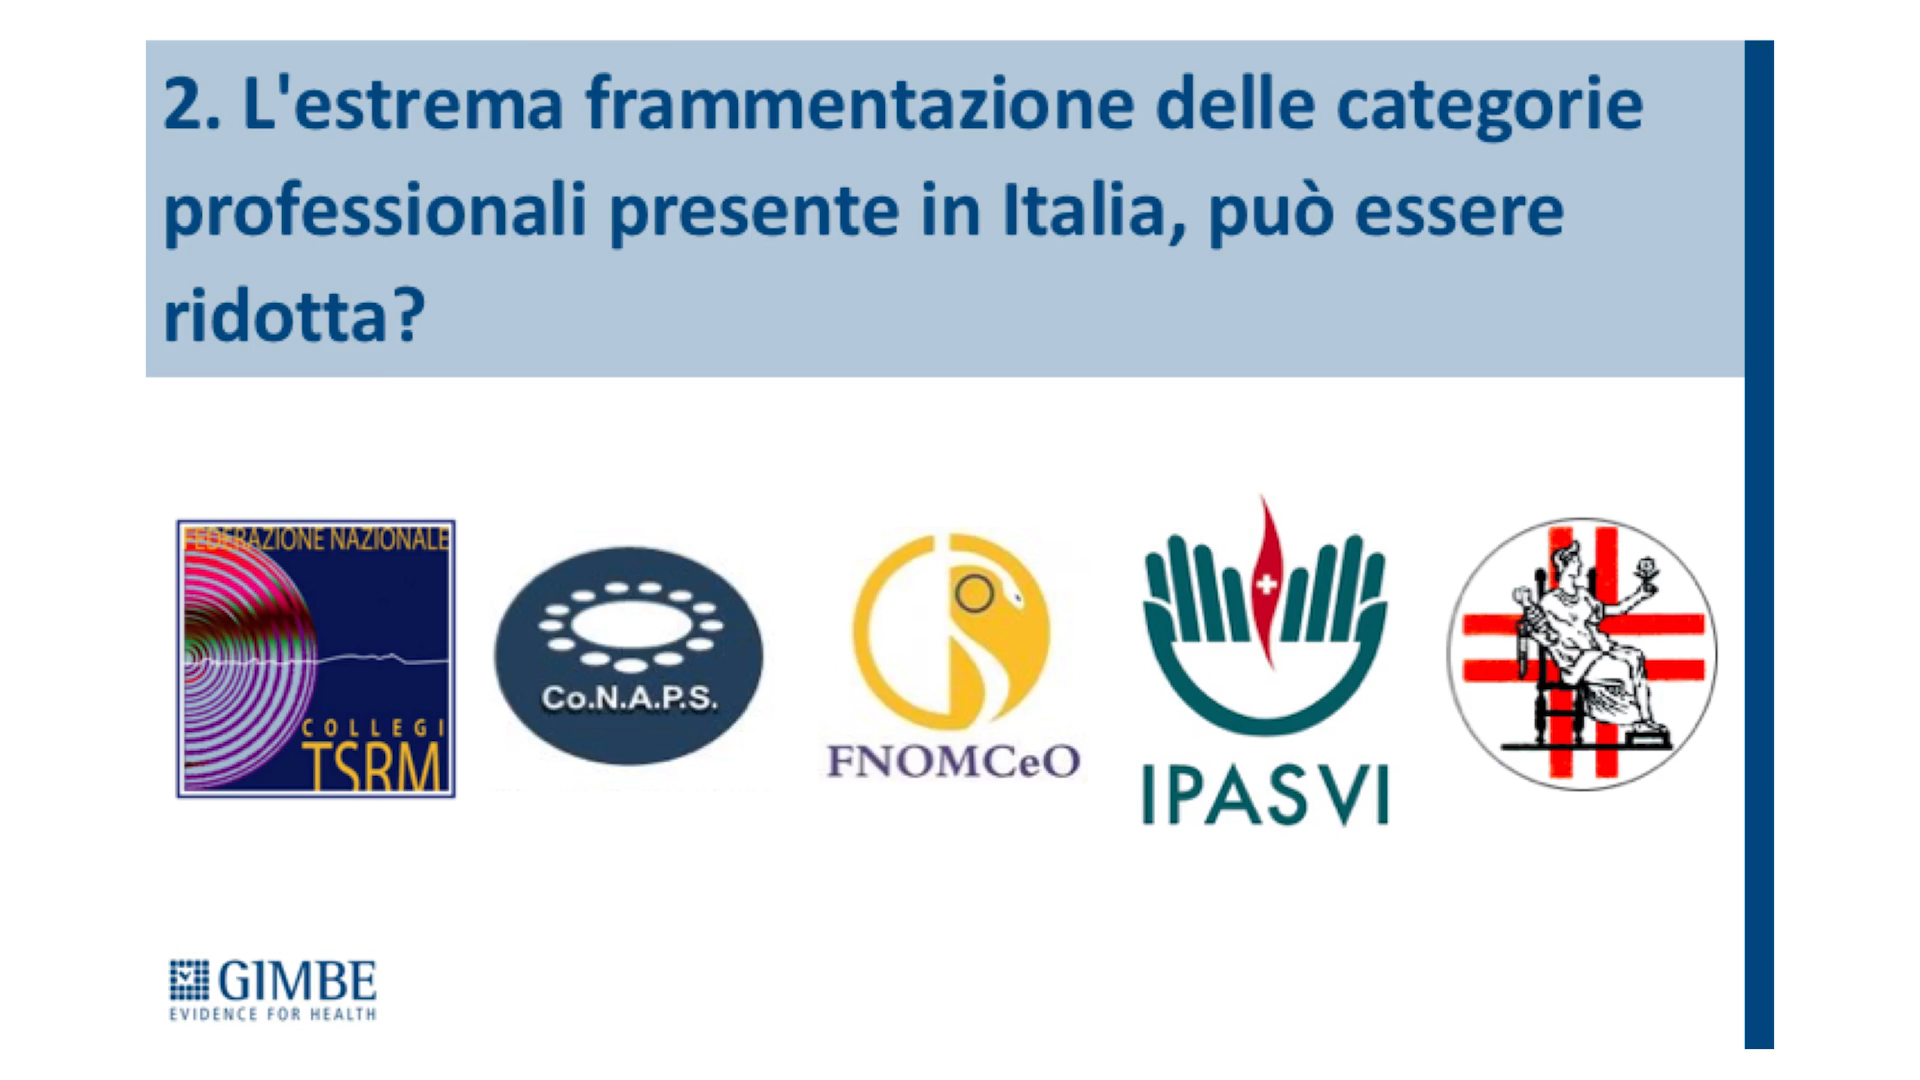 2. L'estrema frammentazione delle categorie
professionali presente in Italia, può essere
ridotta?
FEDERAZIONE NAZIONALE
COLLEGI
TSRM
Co.N.A.P.S.
FNOMCeO
IPASVI
GIMBE
EVIDENCE FOR HEALTH